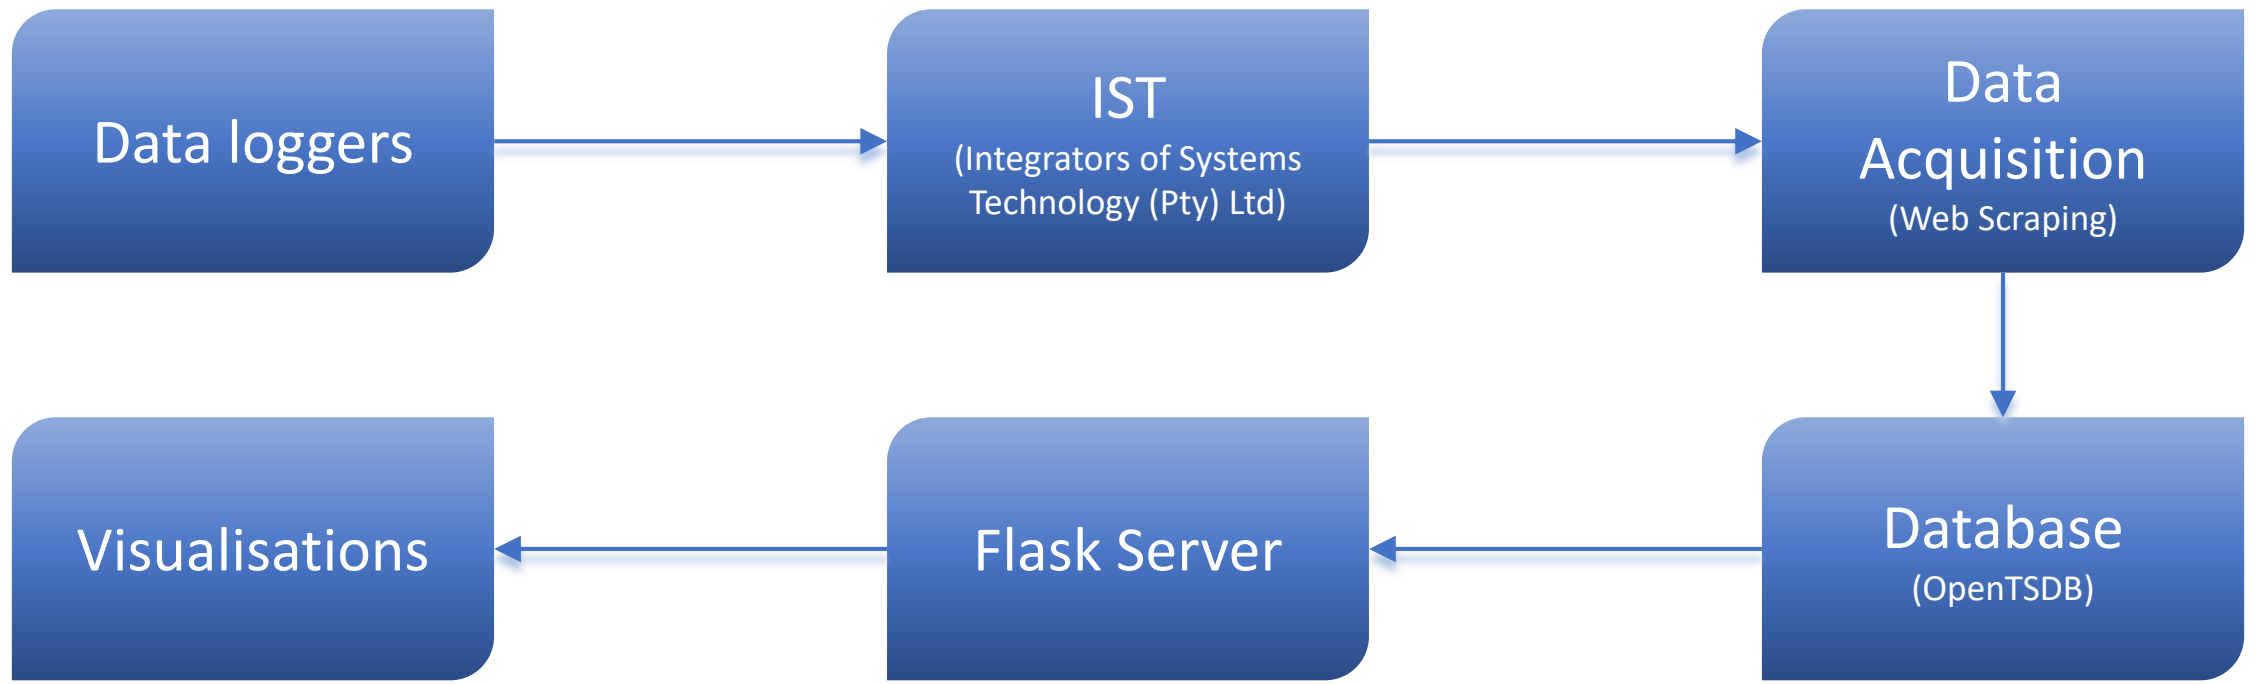 Data loggers
IST
(Integrators of Systems
Technology (Pty) Ltd)
Data
Acquisition
(Web Scraping)
Visualisations
Flask Server
Database
(OpenTSDB)